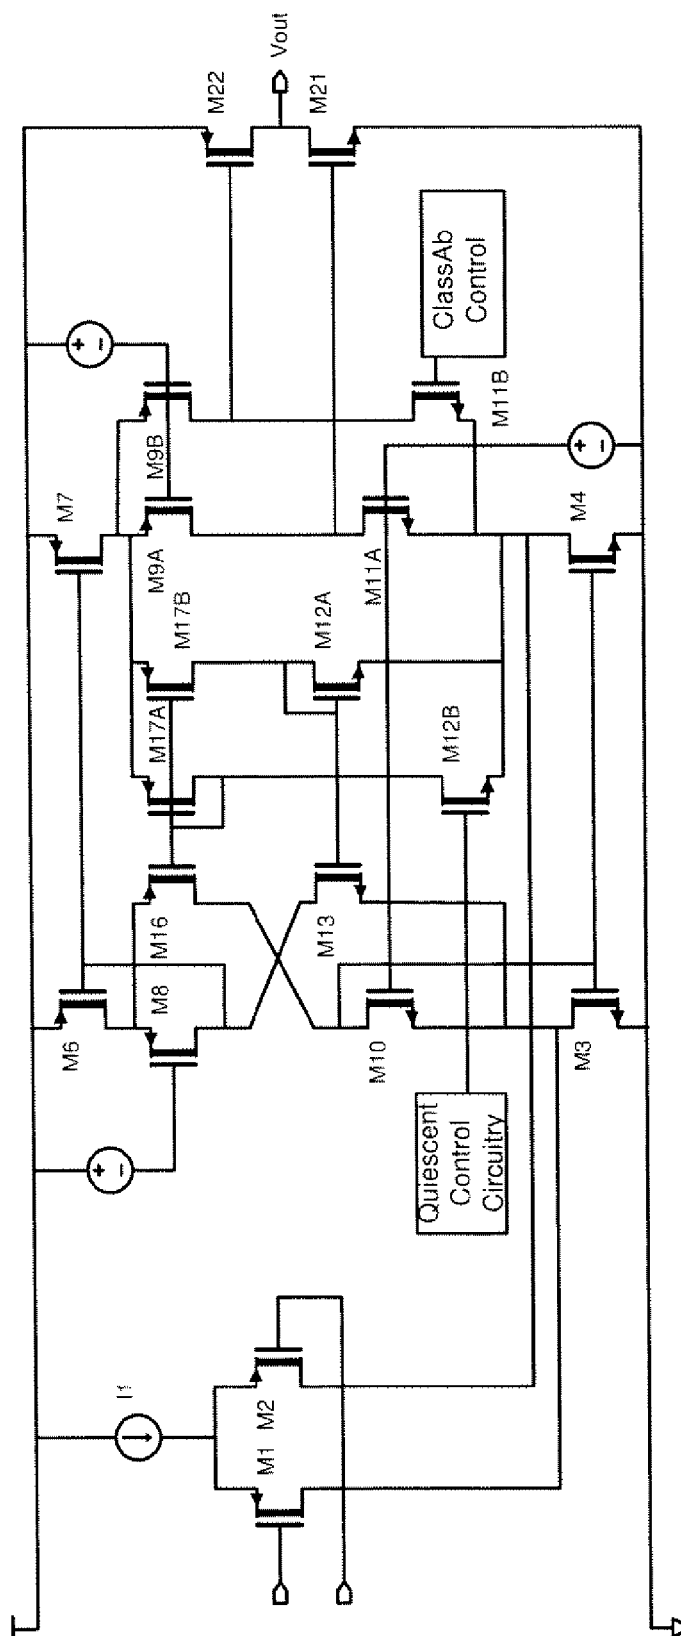 Vout
M22
M21
ClassAb
Control
M11B
M9B
M7
M9A
M11A
M4
M17B
M12A
M17A
M12B
M16
M13
M8
M6
M10
M3
Quiescent
Control
Circuitry
I1
M2
M1